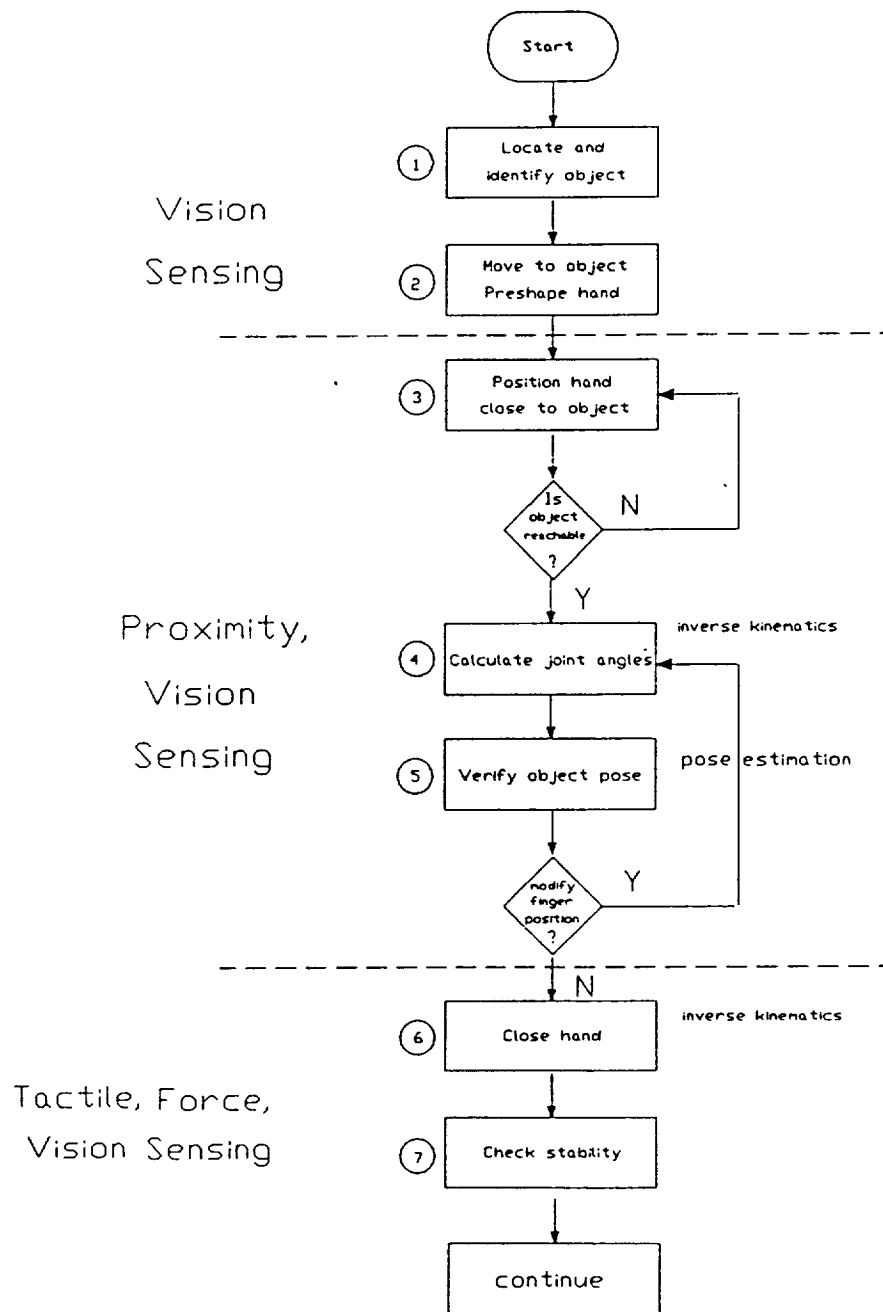 Start
1
Locate and
identify object
Vision
Sensing
2
Move to object
Preshape hand
3
Position hand
close to object
Is
object
reachable
?
N
Y
Proximity,
Vision
Sensing
inverse kinematics
4
Calculate joint angles
5
Verify object pose
pose estimation
modify
finger
position
?
Y
N
inverse kinematics
6
Close hand
Tactile, Force,
Vision Sensing
7
Check stability
continue